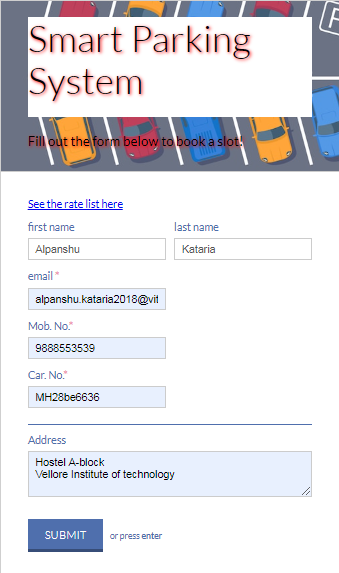 Smart Parking
System
Fill out the form below to book a slot!
See the rate list here
first name last name
Alpanshu Kataria
email *
alpanshu.kataria2018@vit
Mob. No.*
9888553539
Car. No.*
MH28be6636
Address
Hostel A-block
Vellore Institute of technology
SUBMIT or press enter